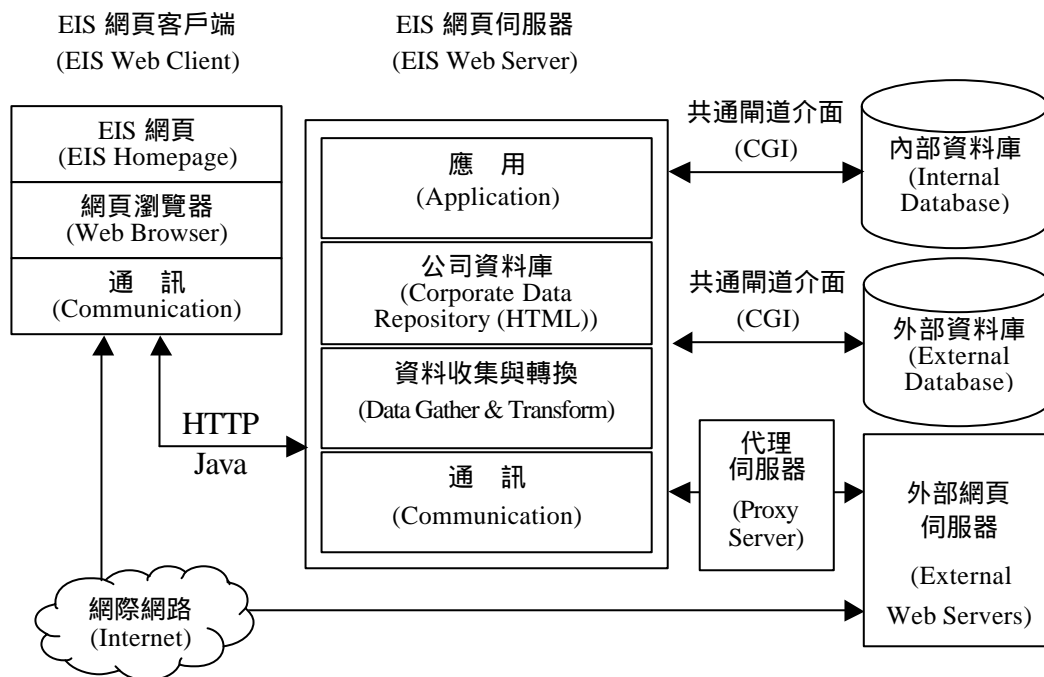 EIS 網頁客戶端
(EIS Web Client)
EIS 網頁伺服器
(EIS Web Server)
EIS 網頁
(EIS Homepage)
網頁瀏覽器
(Web Browser)
通 訊
(Communication)
HTTP
Java
網際網路
(Internet)
應 用
(Application)
公司資料庫
(Corporate Data
Repository (HTML))
資料收集與轉換
(Data Gather & Transform)
通 訊
(Communication)
共通閘道介面
(CGI)
內部資料庫
(Internal
Database)
共通閘道介面
(CGI)
外部資料庫
(External
Database)
代理
伺服器
(Proxy
Server)
外部網頁
伺服器
(External
Web Servers)